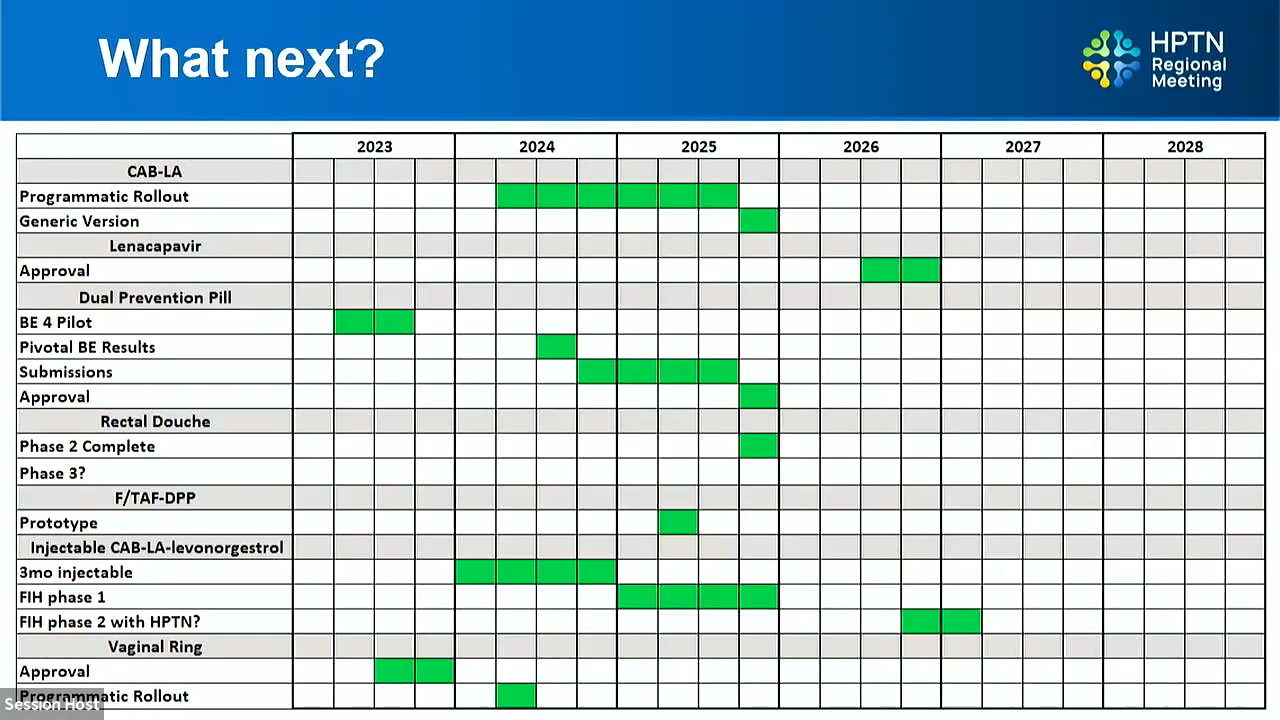 What next?
HPTN
Regional
Meeting
2023 2024 2025 2026 2027 2028
CAB-LA
Programmatic Rollout
Generic Version
Lenacapavir
Approval
Dual Prevention Pill
BE 4 Pilot
Pivotal BE Results
Submissions
Approval
Rectal Douche
Phase 2 Complete
Phase 3?
F/TAF-DPP
Prototype
Injectable CAB-LA-levonorgestrol
3mo injectable
FIH phase 1
FIH phase 2 with HPTN?
Vaginal Ring
Approval
Programmatic Rollout
Session Host